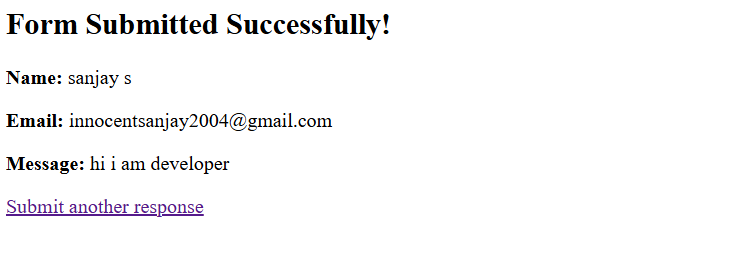 Form Submitted Successfully!
Name: sanjay s
Email: innocentsanjay2004@gmail.com
Message: hi i am developer
Submit another response